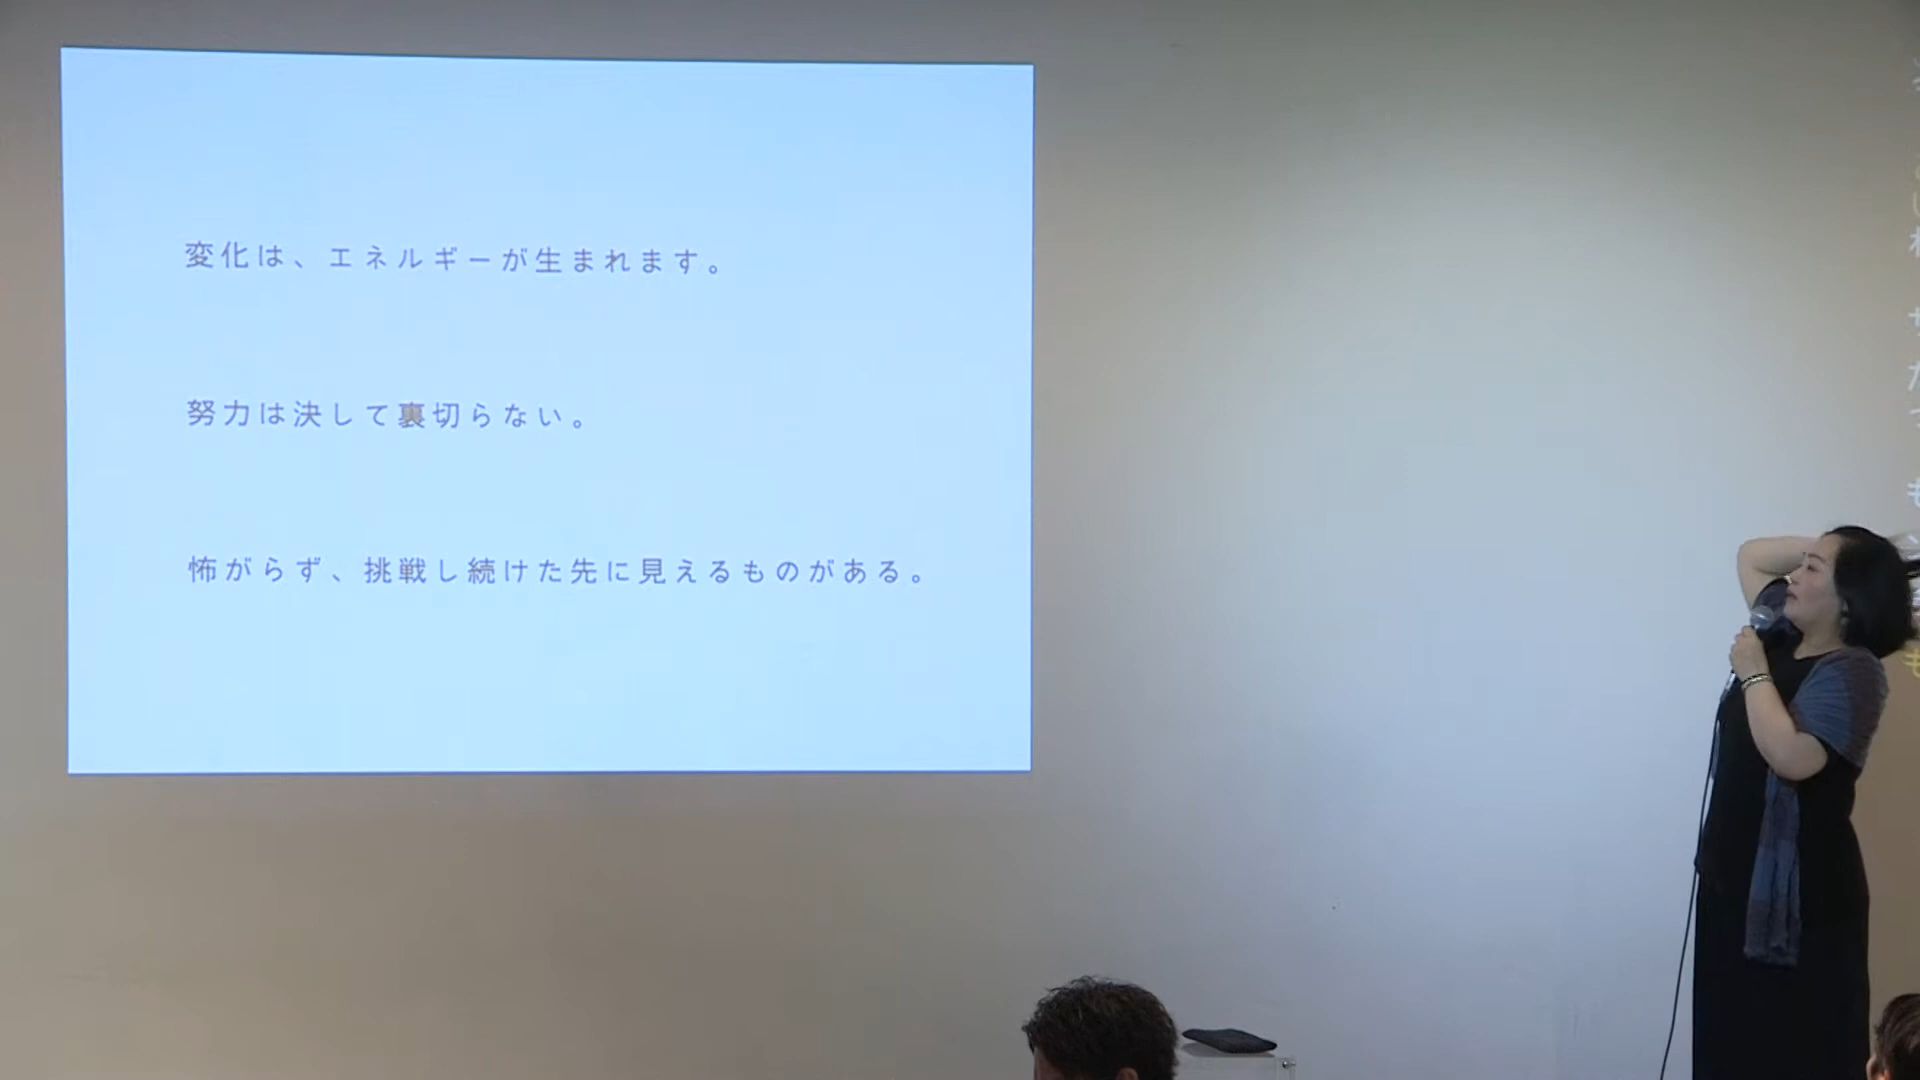 変化は、エネルギーが生まれます。
努力は決して裏切らない。
怖がらず、挑戦し続けた先に見えるものがある。